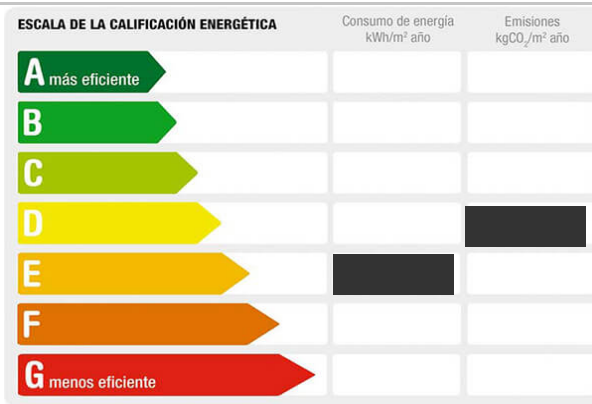 ESCALA DE LA CALIFICACIÓN ENERGÉTICA
Consumo de energía
kWh/m² año
Emisiones
kgCO₂/m² año
A más eficiente
B
C
D
E
F
G menos eficiente